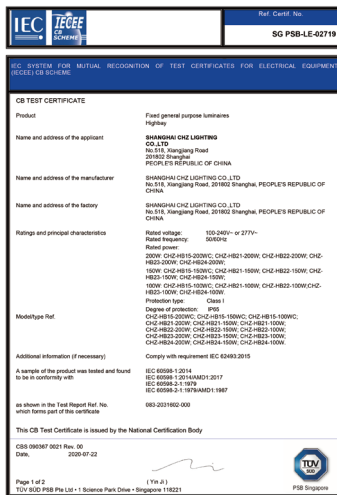 IEC IECEE CB SCHEME
Ref. Certif. No.
SG PSB-LE-02719
IEC SYSTEM FOR MUTUAL RECOGNITION OF TEST CERTIFICATES FOR ELECTRICAL EQUIPMENT
(IECEE) CB SCHEME
CB TEST CERTIFICATE
Product
Fixed general purpose luminaires
Highbay
Name and address of the applicant
SHANGHAI CHZ LIGHTING
CO.,LTD
No.518, Xiangjiang Road
201802 Shanghai
PEOPLE'S REPUBLIC OF CHINA
Name and address of the manufacturer
SHANGHAI CHZ LIGHTING CO.,LTD
No.518, Xiangjiang Road, 201802 Shanghai, PEOPLE'S REPUBLIC OF
CHINA
Name and address of the factory
SHANGHAI CHZ LIGHTING CO.,LTD
No.518, Xiangjiang Road, 201802 Shanghai, PEOPLE'S REPUBLIC OF
CHINA
Ratings and principal characteristics
Rated voltage: 100-240V~ or 277V~
Rated frequency: 50/60Hz
Rated power:
200W: CHZ-HB15-200WC; CHZ-HB21-200W; CHZ-HB22-200W; CHZ-
HB23-200W; CHZ-HB24-200W;
150W: CHZ-HB15-150WC; CHZ-HB21-150W; CHZ-HB22-150W; CHZ-
HB23-150W; CHZ-HB24-150W;
100W: CHZ-HB15-100WC; CHZ-HB21-100W; CHZ-HB22-100W;CHZ-
HB23-100W; CHZ-HB24-100W.
Protection type: Class I
Degree of protection: IP65
Model/type Ref.
CHZ-HB15-200WC; CHZ-HB15-150WC; CHZ-HB15-100WC;
CHZ-HB21-200W; CHZ-HB21-150W; CHZ-HB21-100W;
CHZ-HB22-200W; CHZ-HB22-150W; CHZ-HB22-100W;
CHZ-HB23-200W; CHZ-HB23-150W; CHZ-HB23-100W;
CHZ-HB24-200W; CHZ-HB24-150W; CHZ-HB24-100W.
Additional information (if necessary)
Comply with requirement IEC 62493:2015
A sample of the product was tested and found
to be in conformity with
IEC 60598-1:2014
IEC 60598-1:2014/AMD1:2017
IEC 60598-2-1:1979
IEC 60598-2-1:1979/AMD1:1987
as shown in the Test Report Ref. No.
which forms part of this certificate
083-2031802-000
This CB Test Certificate is issued by the National Certification Body
CBS 090367 0021 Rev. 00
Date, 2020-07-22
Page 1 of 2
( Yin Ji )
TÜV SÜD PSB Pte Ltd • 1 Science Park Drive • Singapore 118221
TÜV
SÜD
PSB Singapore